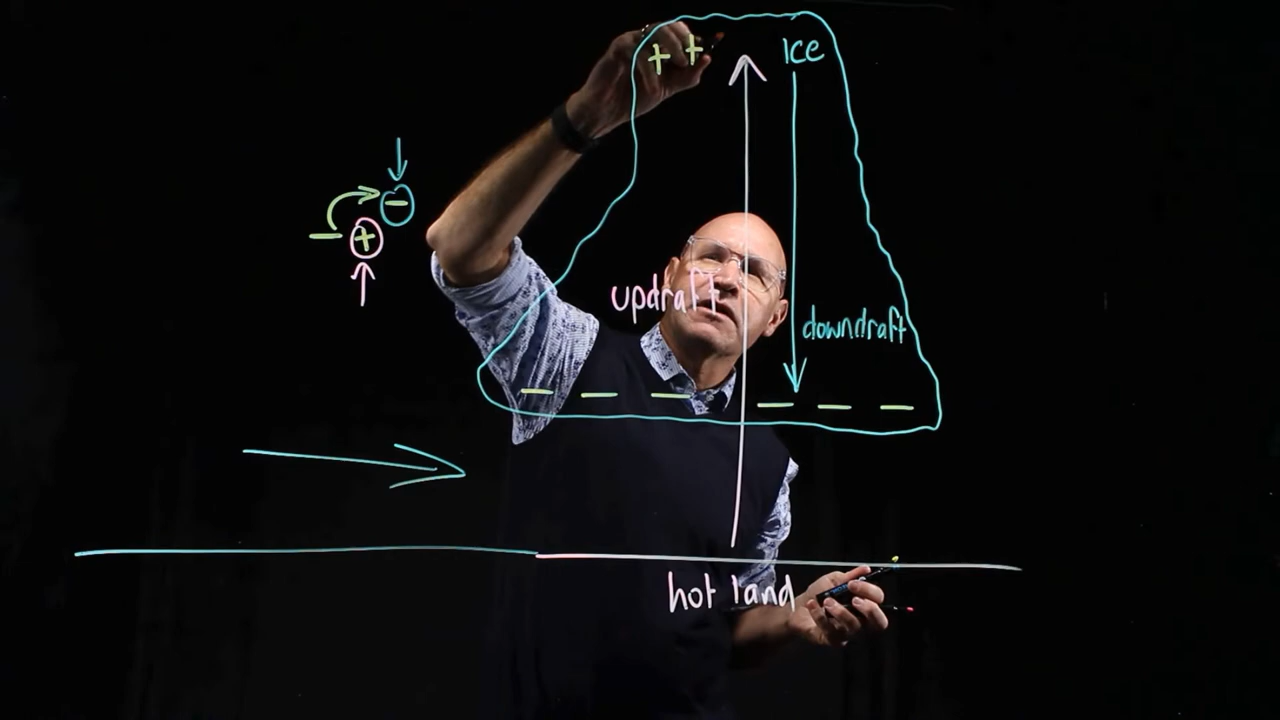 + +
Ice
−
− +
updraft
downdraft
− − − − − −
hot land